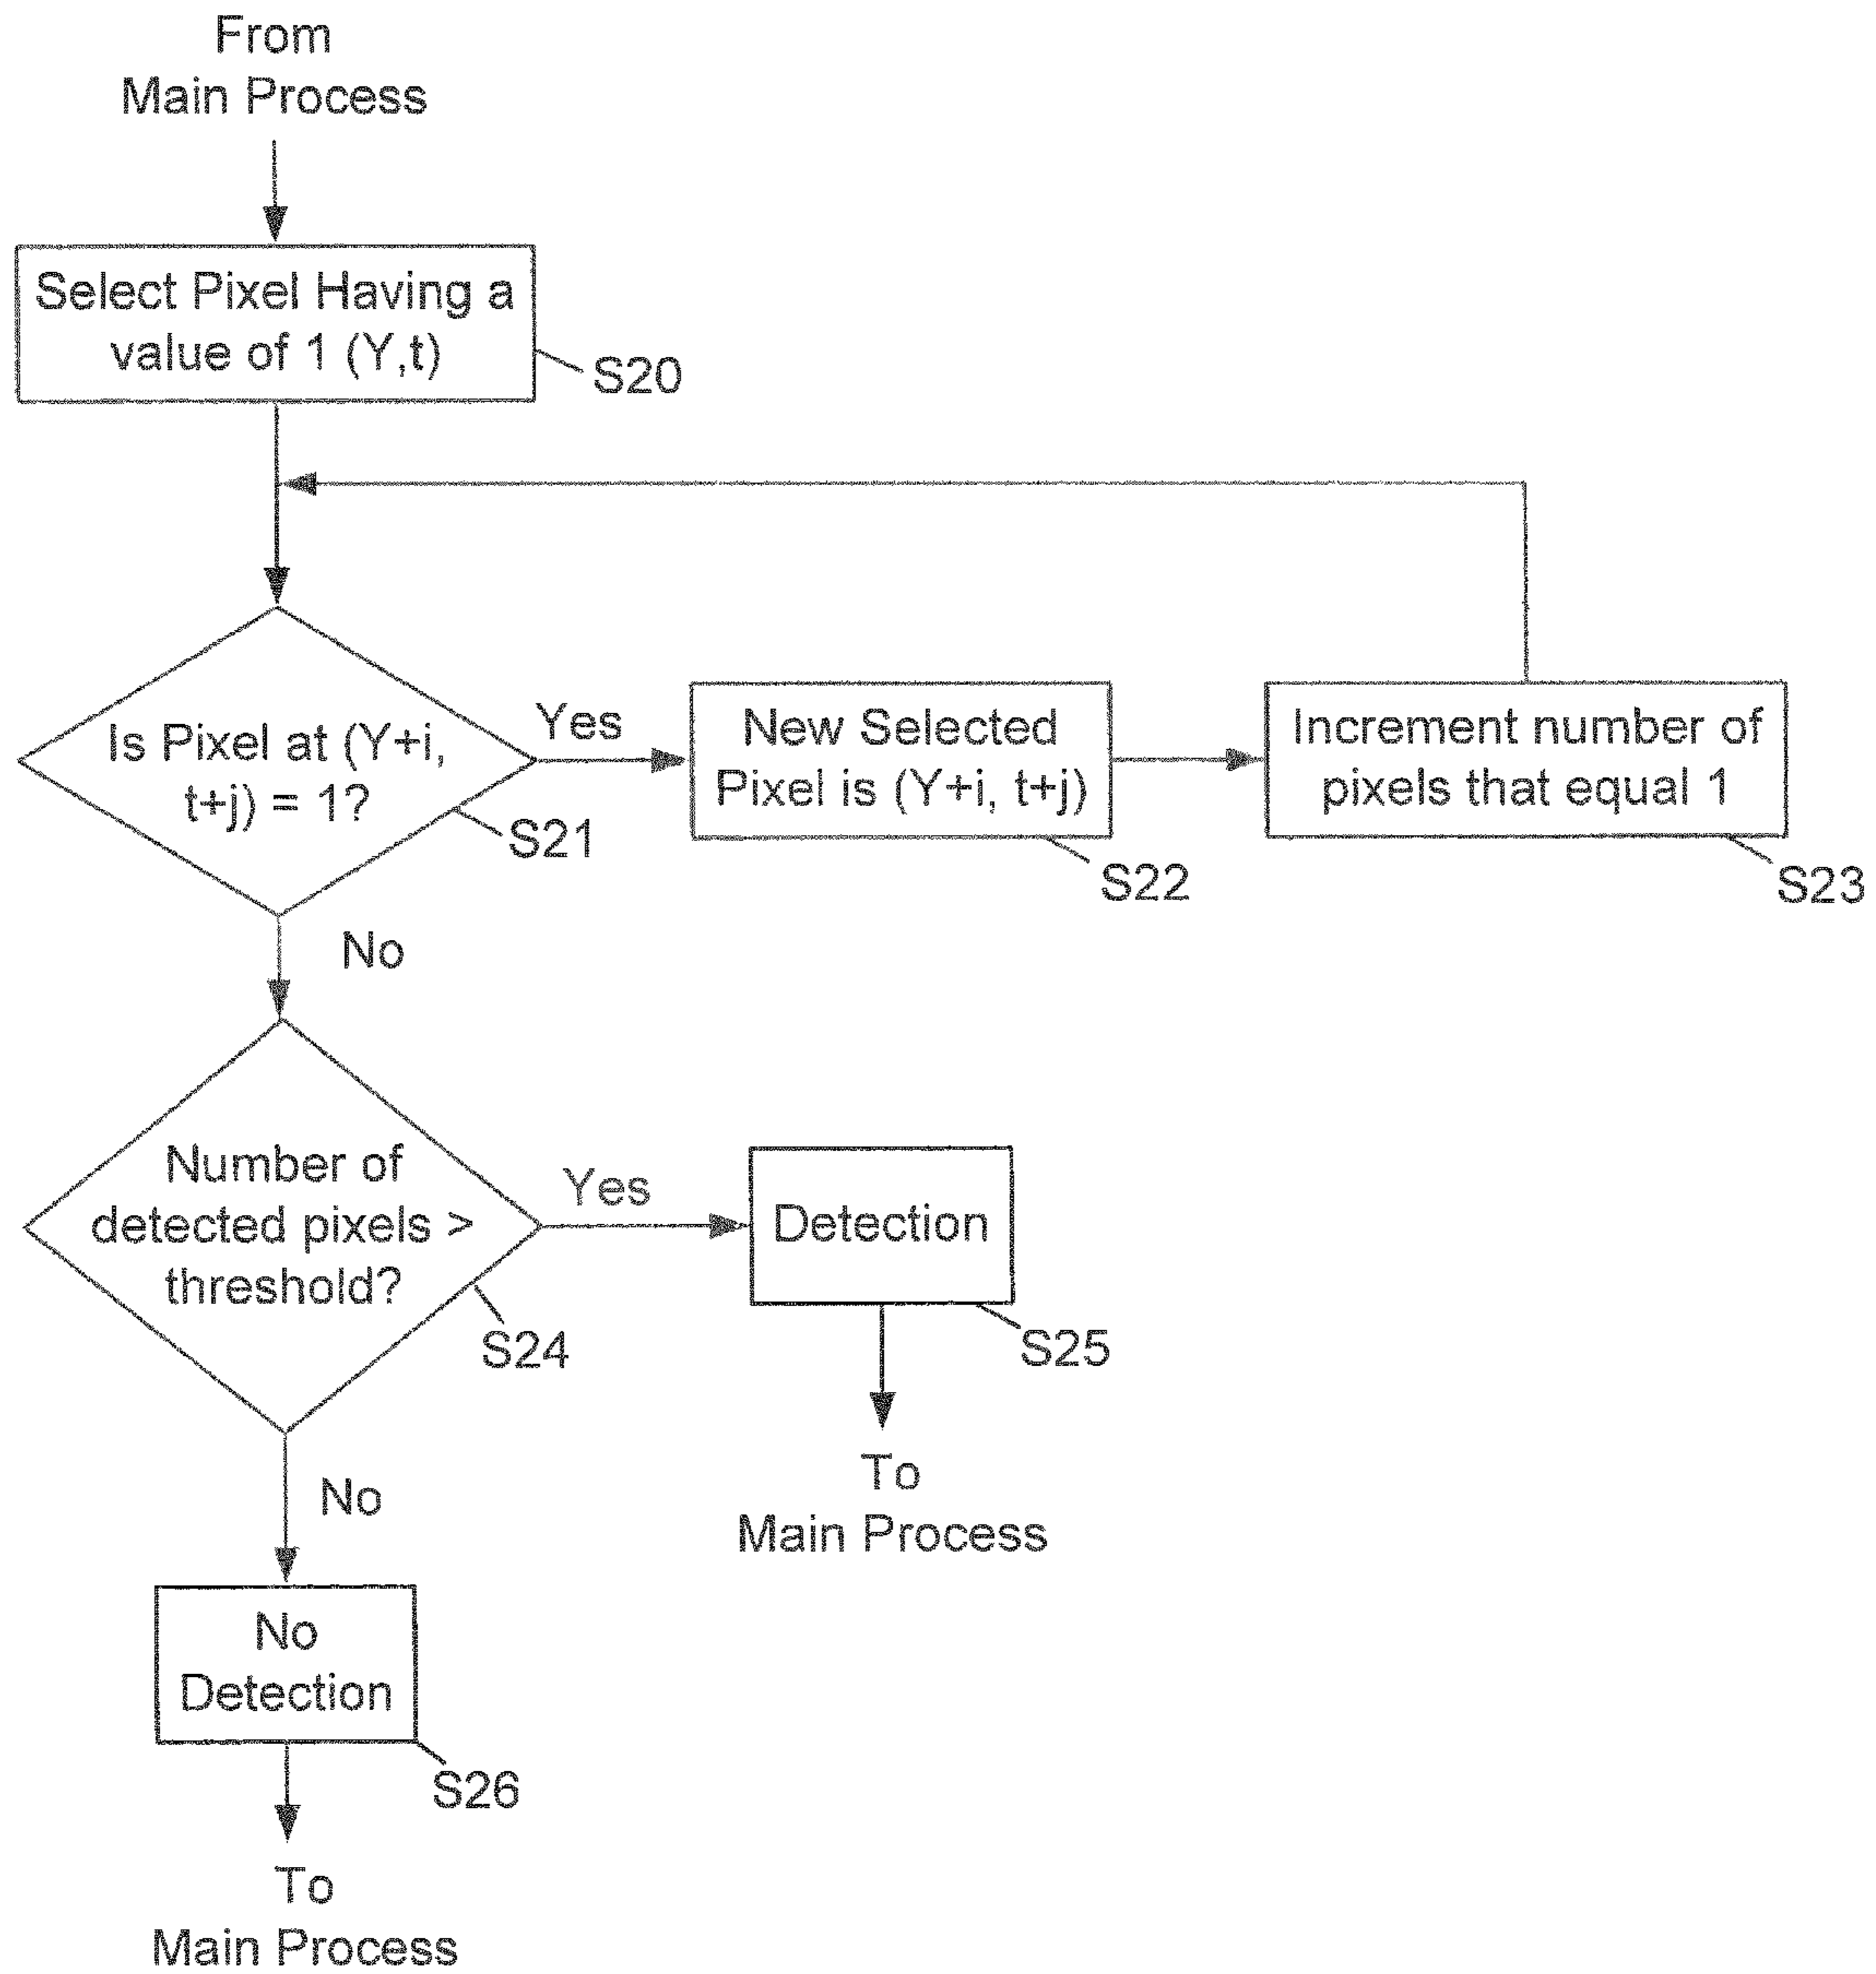 From
Main Process
Select Pixel Having a
value of 1 (Y,t)
S20
Is Pixel at (Y+i,
t+j) = 1?
S21
Yes
New Selected
Pixel is (Y+i, t+j)
S22
Increment number of
pixels that equal 1
S23
No
Number of
detected pixels >
threshold?
S24
Yes
Detection
S25
To
Main Process
No
No
Detection
S26
To
Main Process